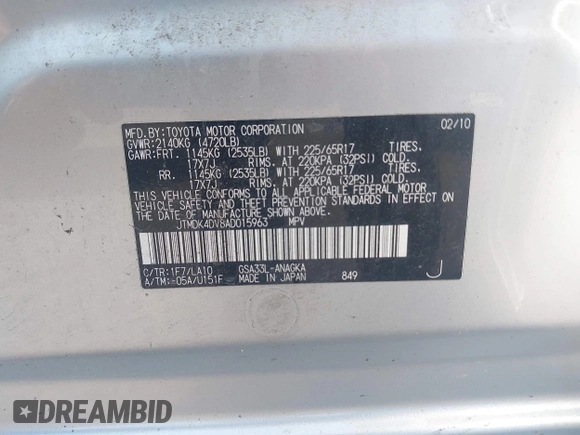 MFD.BY:TOYOTA MOTOR CORPORATION 02/10
GVWR:2140KG (4720LB)
GAWR:FRT. 1145KG (2535LB) WITH 225/65R17 TIRES.
17X7J RIMS. AT 220KPA (32PSI) COLD.
RR. 1145KG (2535LB) WITH 225/65R17 TIRES.
17X7J RIMS. AT 220KPA (32PSI) COLD.
THIS VEHICLE CONFORMS TO ALL APPLICABLE FEDERAL MOTOR
VEHICLE SAFETY AND THEFT PREVENTION STANDARDS IN EFFECT ON
THE DATE OF MANUFACTURE SHOWN ABOVE.
JTMDK4DV8AD015963 MPV
C/TR:1F7/LA10 GSA33L-ANAGKA
A/TM:-05A/U151F MADE IN JAPAN 849 J
DREAMBID